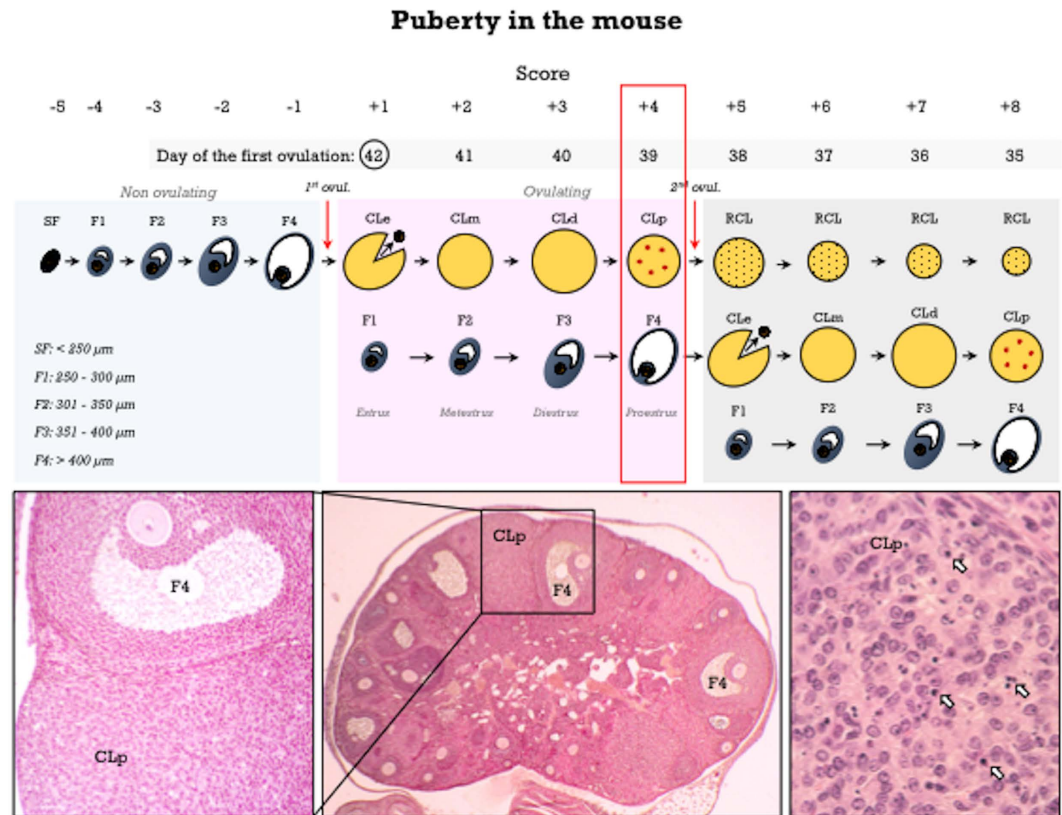 Puberty in the mouse
Score
-5 -4 -3 -2 -1 +1 +2 +3 +4 +5 +6 +7 +8
Day of the first ovulation: 42 41 40 39 38 37 36 35
Non ovulating 1st ovul. Ovulating 2nd ovul.
SF F1 F2 F3 F4 CLe CLm CLd CLp RCL RCL RCL RCL
F1 F2 F3 F4 CLe CLm CLd CLp
SF: < 250 µm
F1: 250 - 300 µm
F2: 301 - 350 µm
F3: 351 - 400 µm
F4: > 400 µm
Estrus Metestrus Diestrus Proestrus F1 F2 F3 F4
CLp
F4
CLp
F4
F4
CLp
CLp